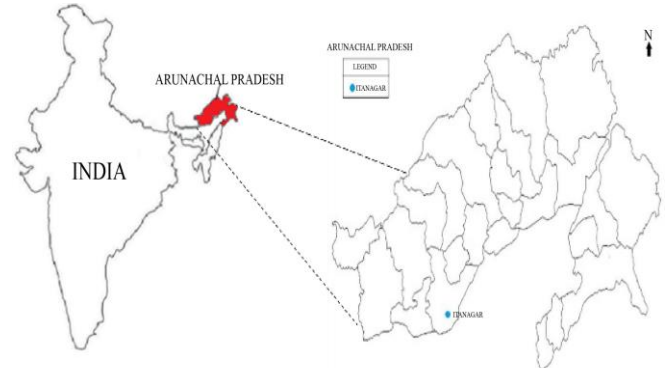 ARUNACHAL PRADESH
INDIA
ARUNACHAL PRADESH
LEGEND
ITANAGAR
N
ITANAGAR